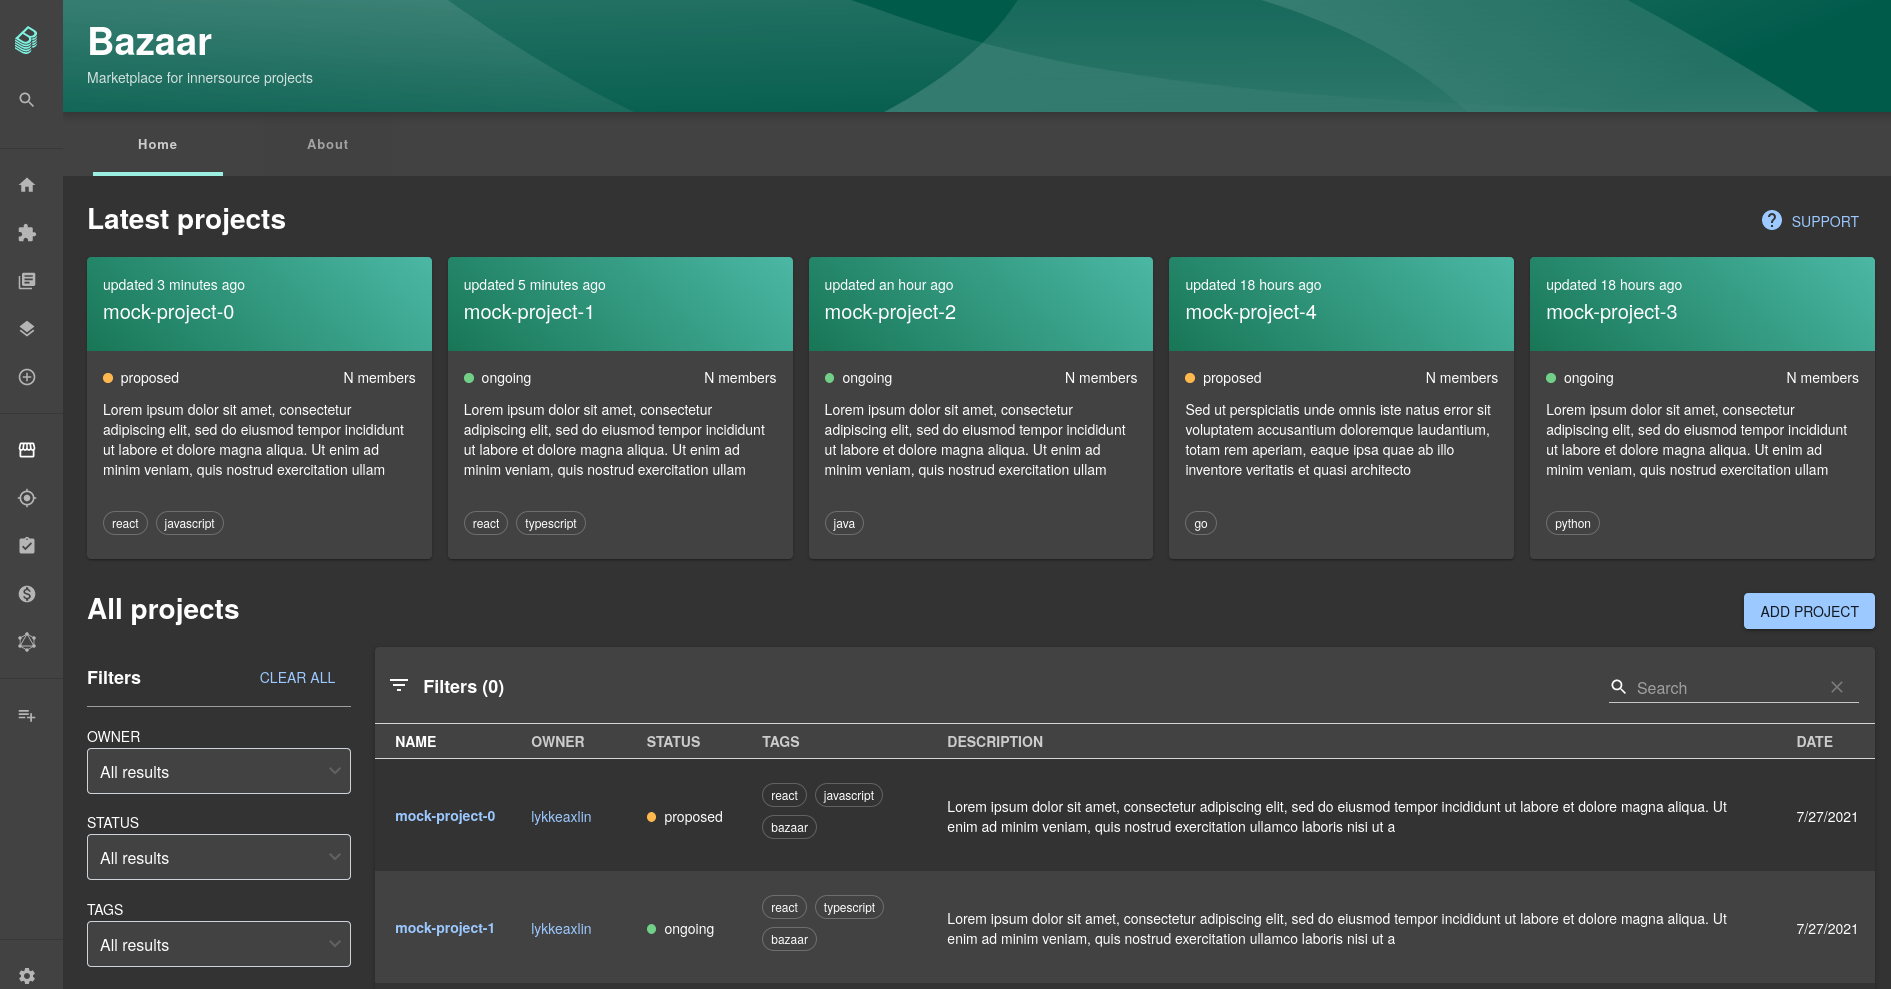 Bazaar
Marketplace for innersource projects
Home
About
Latest projects
SUPPORT
updated 3 minutes ago
mock-project-0
proposed
N members
Lorem ipsum dolor sit amet, consectetur
adipiscing elit, sed do eiusmod tempor incididunt
ut labore et dolore magna aliqua. Ut enim ad
minim veniam, quis nostrud exercitation ullam
react
javascript
updated 5 minutes ago
mock-project-1
ongoing
N members
Lorem ipsum dolor sit amet, consectetur
adipiscing elit, sed do eiusmod tempor incididunt
ut labore et dolore magna aliqua. Ut enim ad
minim veniam, quis nostrud exercitation ullam
react
typescript
updated an hour ago
mock-project-2
ongoing
N members
Lorem ipsum dolor sit amet, consectetur
adipiscing elit, sed do eiusmod tempor incididunt
ut labore et dolore magna aliqua. Ut enim ad
minim veniam, quis nostrud exercitation ullam
java
updated 18 hours ago
mock-project-4
proposed
N members
Sed ut perspiciatis unde omnis iste natus error sit
voluptatem accusantium doloremque laudantium,
totam rem aperiam, eaque ipsa quae ab illo
inventore veritatis et quasi architecto
go
updated 18 hours ago
mock-project-3
ongoing
N members
Lorem ipsum dolor sit amet, consectetur
adipiscing elit, sed do eiusmod tempor incididunt
ut labore et dolore magna aliqua. Ut enim ad
minim veniam, quis nostrud exercitation ullam
python
All projects
ADD PROJECT
Filters
CLEAR ALL
OWNER
All results
STATUS
All results
TAGS
All results
Filters (0)
Search
NAME
OWNER
STATUS
TAGS
DESCRIPTION
DATE
mock-project-0
lykkeaxlin
proposed
react
javascript
bazaar
Lorem ipsum dolor sit amet, consectetur adipiscing elit, sed do eiusmod tempor incididunt ut labore et dolore magna aliqua. Ut
enim ad minim veniam, quis nostrud exercitation ullamco laboris nisi ut a
7/27/2021
mock-project-1
lykkeaxlin
ongoing
react
typescript
bazaar
Lorem ipsum dolor sit amet, consectetur adipiscing elit, sed do eiusmod tempor incididunt ut labore et dolore magna aliqua. Ut
enim ad minim veniam, quis nostrud exercitation ullamco laboris nisi ut a
7/27/2021